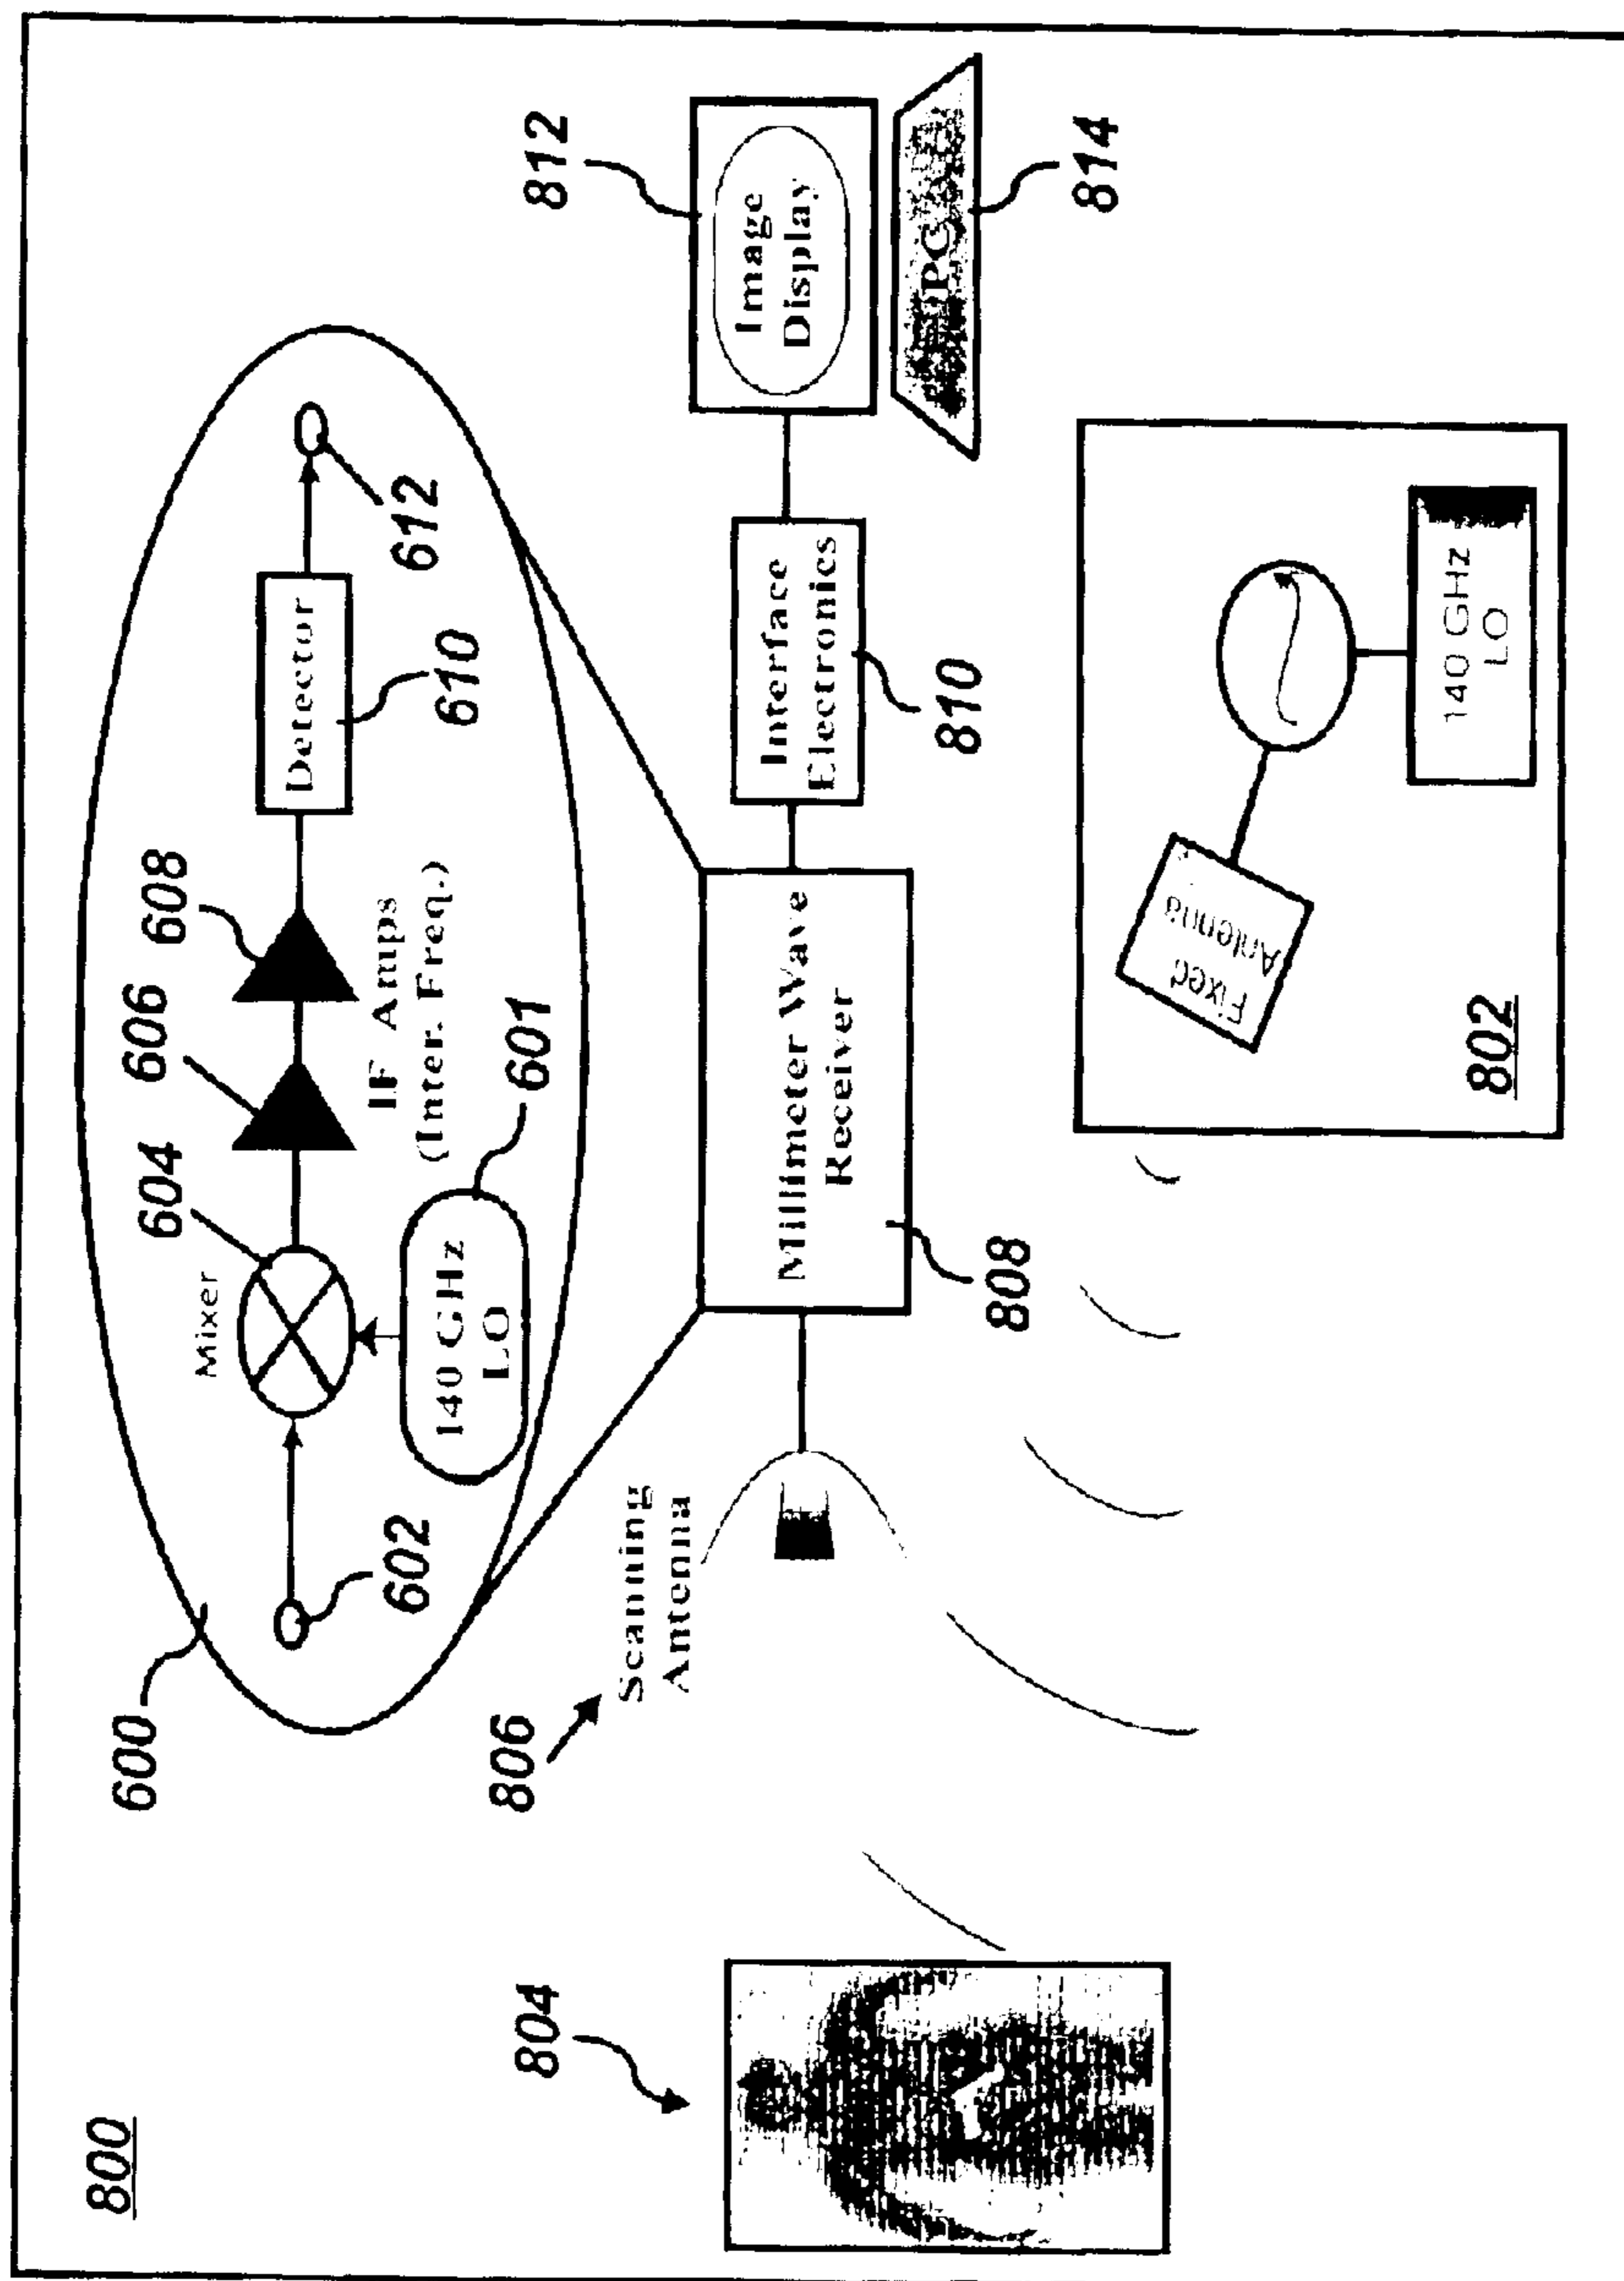 800
600
602
Mixer
604
606
608
140 GHz
LO
601
IF Amps
(Inter. Freq.)
Detector
610
612
804
806
Scanning
Antenna
Millimeter Wave
Receiver
808
Interface
Electronics
810
Image
Display
812
PC
814
802
Fixed
Antenna
140 GHz
LO